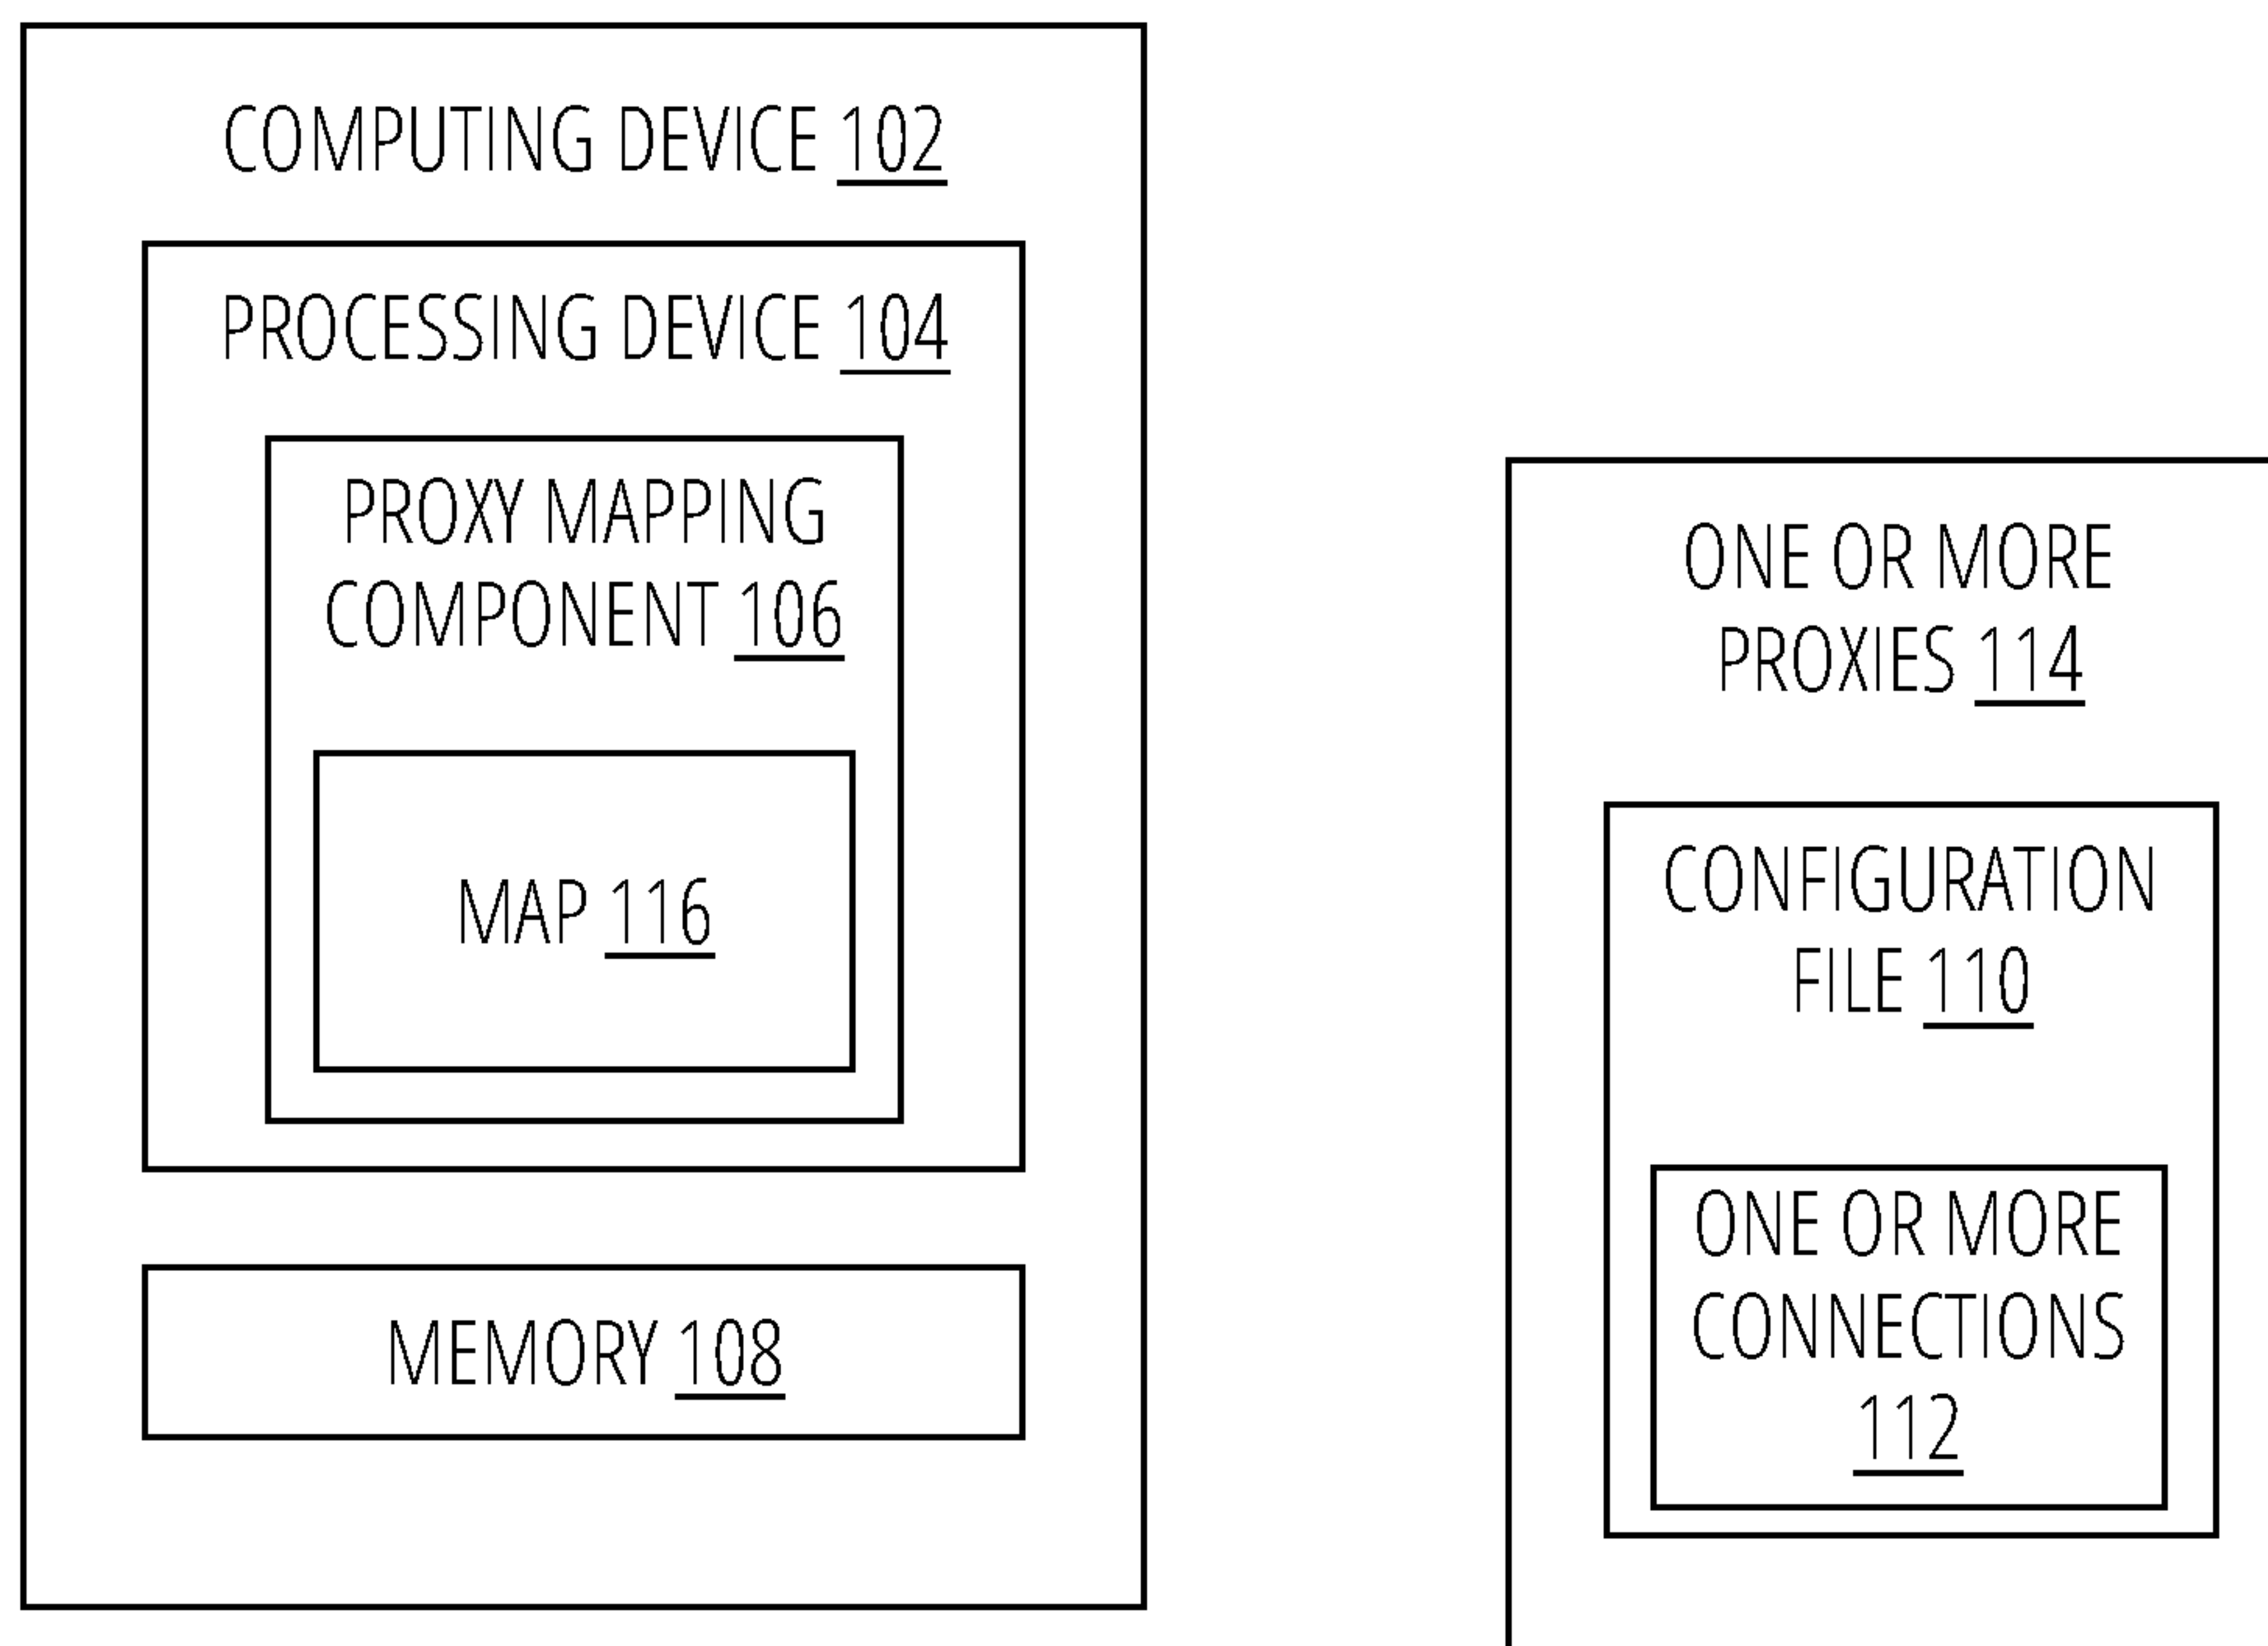 COMPUTING DEVICE 102
PROCESSING DEVICE 104
PROXY MAPPING
COMPONENT 106
MAP 116
MEMORY 108
ONE OR MORE
PROXIES 114
CONFIGURATION
FILE 110
ONE OR MORE
CONNECTIONS
112